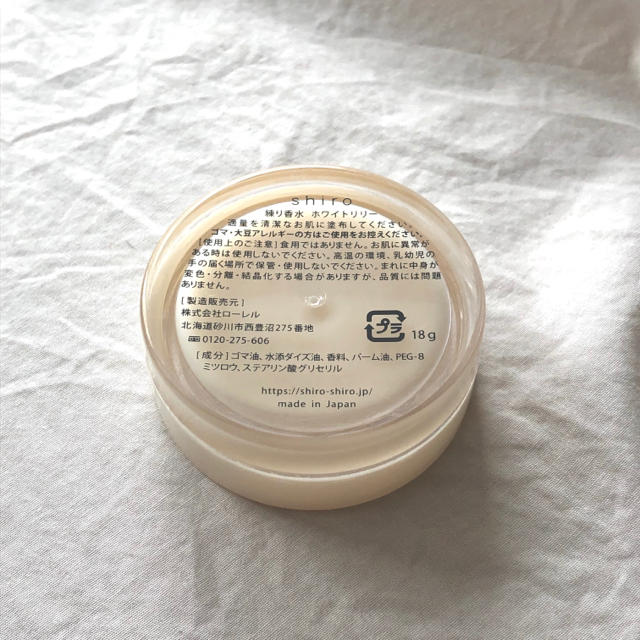 shiro
練り香水 ホワイトリリー
適量を清潔なお肌に塗布してください。
ゴマ・大豆アレルギーの方はご使用をお控えください。
[使用上のご注意]食用ではありません。お肌に異常が
ある時は使用しないでください。高温の環境、乳幼児の
手の届く場所で保管・使用しないでください。まれに中身が
変色・分離・結晶化する場合がありますが、品質には問題
ありません。
[製造販売元]
株式会社ローレル
北海道砂川市西豊沼275番地
0120-275-606
プラ
18g
[成分]ゴマ油、水添ダイズ油、香料、パーム油、PEG-8
ミツロウ、ステアリン酸グリセリル
https://shiro-shiro.jp/
made in Japan